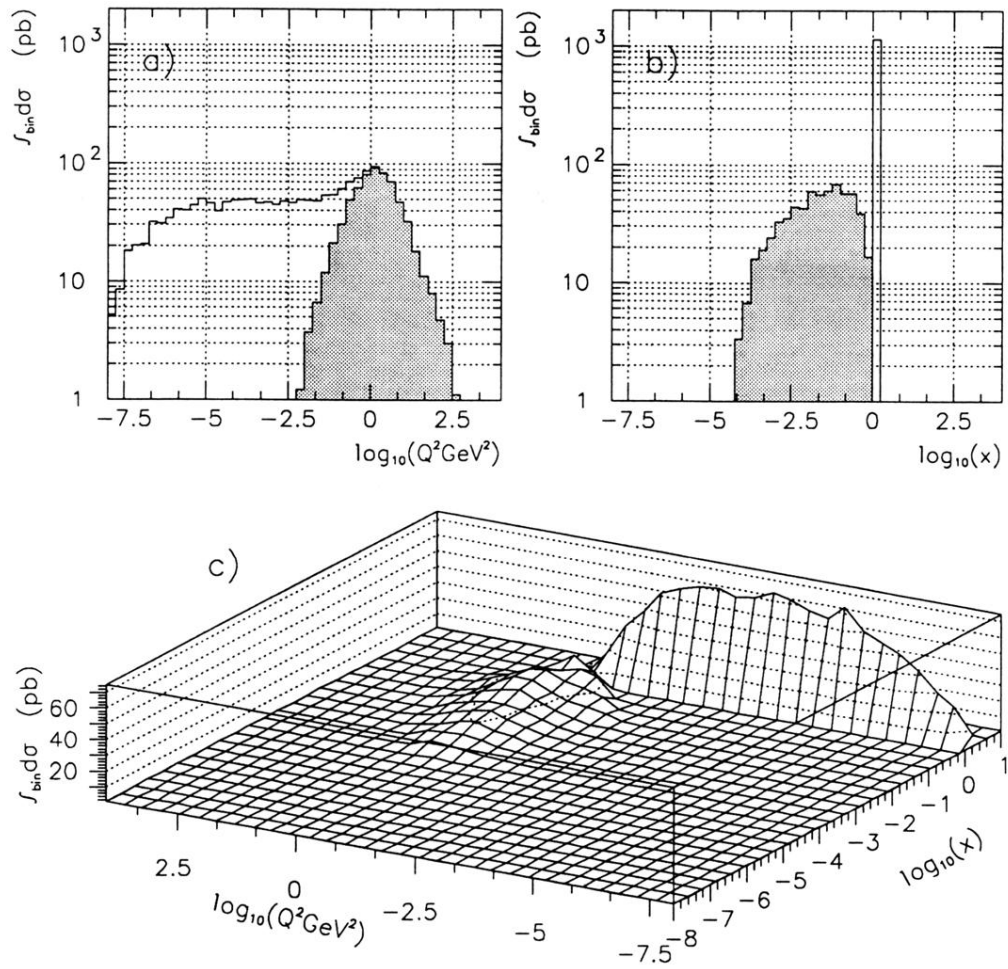 ∫bin dσ (pb)
a)
10³
10²
10
1
−7.5 −5 −2.5 0 2.5
log₁₀(Q²GeV²)
∫bin dσ (pb)
b)
10³
10²
10
1
−7.5 −5 −2.5 0 2.5
log₁₀(x)
c)
∫bin dσ (pb)
60
40
20
2.5 0 −2.5 −5 −7.5
log₁₀(Q²GeV²)
−8 −7 −6 −5 −4 −3 −2 −1 0 1
log₁₀(x)